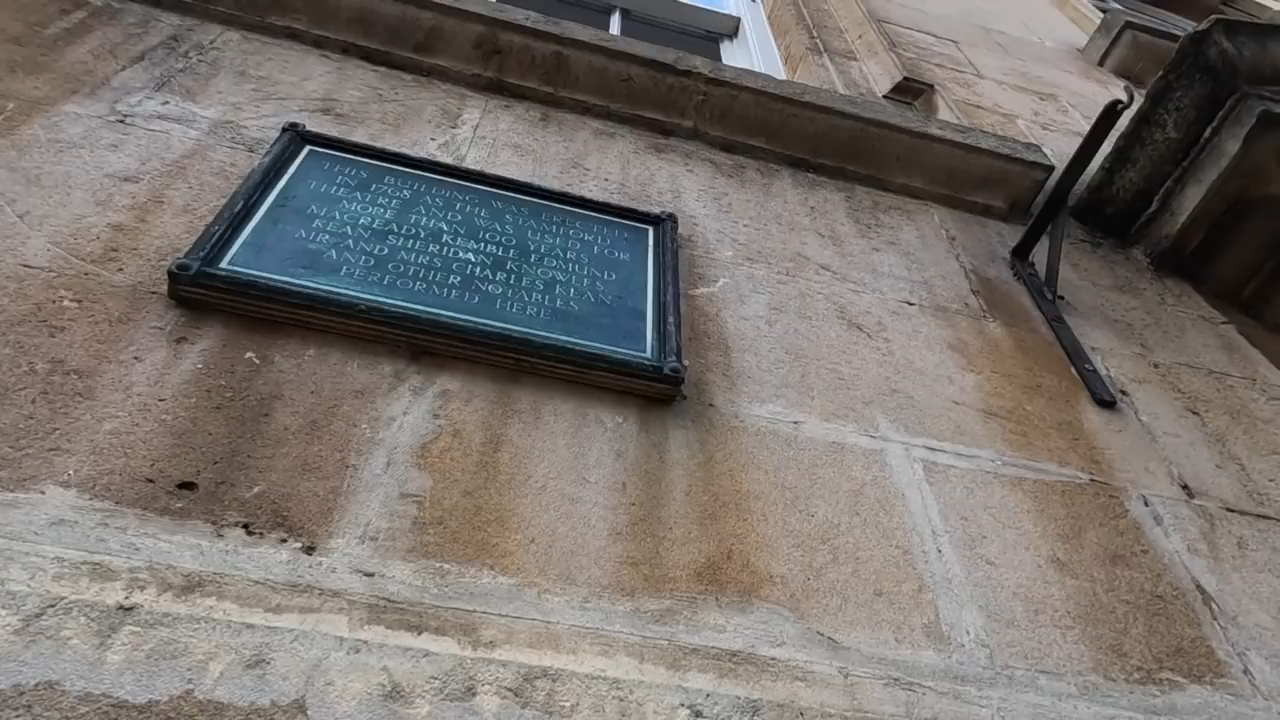 THIS BUILDING WAS ERECTED
IN 1768 AS THE STAMFORD
THEATRE AND WAS USED FOR
MORE THAN 100 YEARS
MACREADY, KEMBLE, EDMUND
KEAN, SHERIDAN KNOWLES,
MR AND MRS CHARLES KEAN,
AND OTHER NOTABLES
PERFORMED HERE.